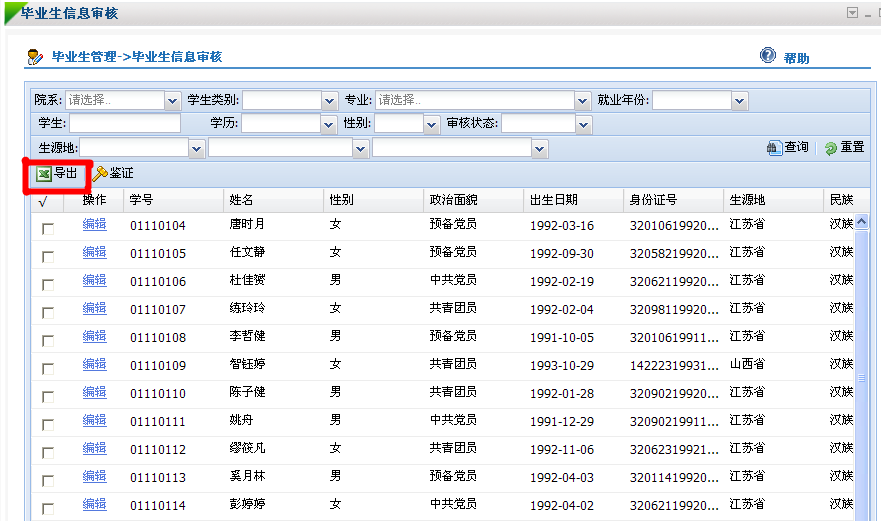 毕业生信息审核
毕业生管理->毕业生信息审核 帮助
院系: 请选择.. 学生类别: 专业: 请选择.. 就业年份:
学生: 学历: 性别: 审核状态:
生源地: 查询 重置
导出 鉴证
√ 操作 学号 姓名 性别 政治面貌 出生日期 身份证号 生源地 民族
编辑 01110104 唐时月 女 预备党员 1992-03-16 32010619920... 江苏省 汉族
编辑 01110105 任文静 女 预备党员 1992-09-30 32058219920... 江苏省 汉族
编辑 01110106 杜佳赟 男 中共党员 1992-02-19 32062119920... 江苏省 汉族
编辑 01110107 练玲玲 女 共青团员 1992-02-04 32098119920... 江苏省 汉族
编辑 01110108 李哲健 男 预备党员 1991-10-05 32010619911... 江苏省 汉族
编辑 01110109 智钰婷 女 共青团员 1993-10-29 14222319931... 山西省 汉族
编辑 01110110 陈子健 男 共青团员 1992-01-28 32090219920... 江苏省 汉族
编辑 01110111 姚舟 男 中共党员 1991-12-29 32090219911... 江苏省 汉族
编辑 01110112 缪筱凡 女 共青团员 1992-11-06 32062319921... 江苏省 汉族
编辑 01110113 奚月林 男 预备党员 1992-04-03 32011419920... 江苏省 汉族
编辑 01110114 彭婷婷 女 中共党员 1992-04-02 32062119920... 江苏省 汉族